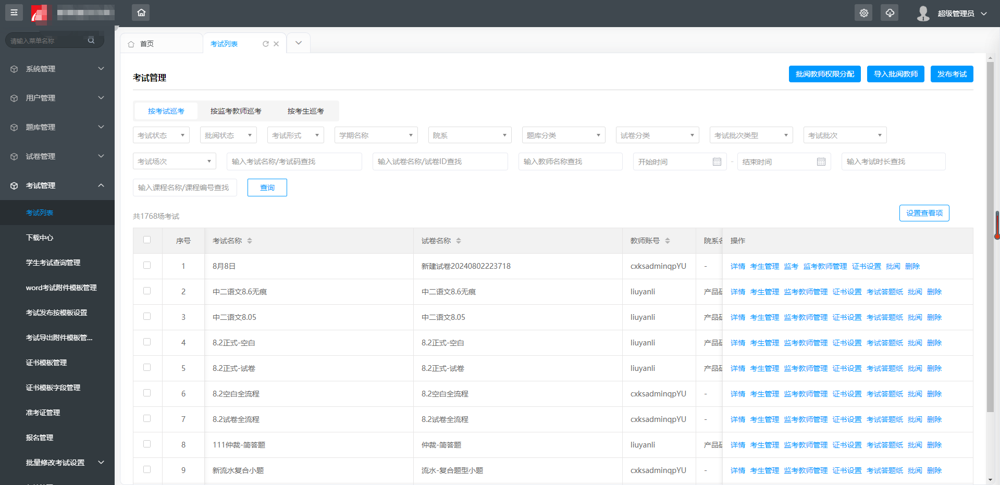 超级管理员
请输入菜单名称
系统管理
用户管理
题库管理
试卷管理
考试管理
考试列表
下载中心
学生考试查询管理
word考试附件模板管理
考试发布按模板设置
考试导出附件模板管...
证书模板管理
证书模板字段管理
准考证管理
报名管理
批量修改考试设置
首页 考试列表
考试管理 批阅教师权限分配 导入批阅教师 发布考试
按考试巡考 按监考教师巡考 按考生巡考
考试状态 批阅状态 考试形式 学期名称 院系 题库分类 试卷分类 考试批次类型 考试批次
考试场次 输入考试名称/考试码查找 输入试卷名称/试卷ID查找 输入教师名称查找 开始时间 - 结束时间 输入考试时长查找
输入课程名称/课程编号查找 查询
共1768场考试 设置查看项
序号 考试名称 试卷名称 教师账号 院系名 操作
1 8月8日 新建试卷20240802223718 cxksadminqpYU - 详情 考生管理 监考 监考教师管理 证书设置 批阅 删除
2 中二语文8.6无痕 中二语文8.6无痕 liuyanli 产品研 详情 考生管理 监考教师管理 证书设置 考试答题纸 批阅 删除
3 中二语文8.05 中二语文8.05 liuyanli 产品研 详情 考生管理 监考教师管理 证书设置 考试答题纸 批阅 删除
4 8.2正式-空白 8.2正式-空白 liuyanli 产品研 详情 考生管理 监考教师管理 证书设置 考试答题纸 批阅 删除
5 8.2正式-试卷 8.2正式-试卷 liuyanli 产品研 详情 考生管理 监考教师管理 证书设置 考试答题纸 批阅 删除
6 8.2空白全流程 8.2空白全流程 cxksadminqpYU - 详情 考生管理 监考教师管理 证书设置 考试答题纸 批阅 删除
7 8.2试卷全流程 8.2试卷全流程 cxksadminqpYU - 详情 考生管理 监考教师管理 证书设置 考试答题纸 批阅 删除
8 111仲裁-简答题 仲裁-简答题 liuyanli 产品研 详情 考生管理 监考教师管理 证书设置 考试答题纸 批阅 删除
9 新流水复合小题 流水-复合题型小题 cxksadminqpYU - 详情 考生管理 监考教师管理 证书设置 考试答题纸 批阅 删除